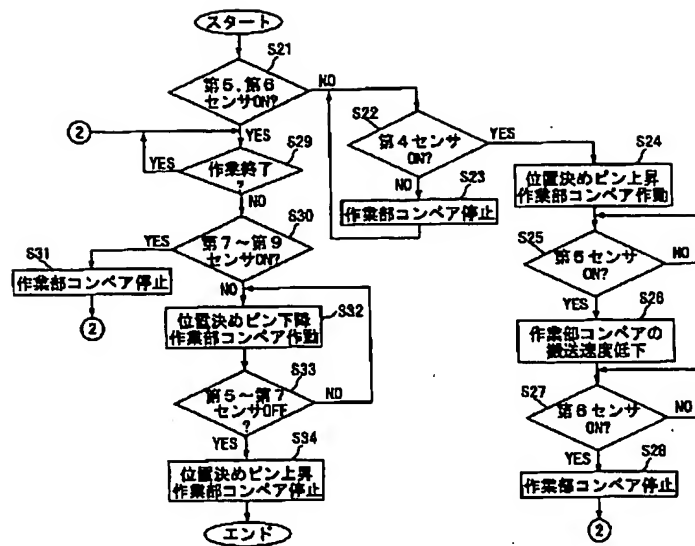 スタート
S21
第5、第6
センサON?
NO
YES
②
S29
作業終了
?
YES
NO
S30
第7〜第9
センサON?
YES
NO
S31
作業部コンベア停止
②
S32
位置決めピン下降
作業部コンベア作動
S33
第5〜第7
センサOFF
?
NO
YES
S34
位置決めピン上昇
作業部コンベア停止
エンド
S22
第4センサ
ON?
YES
NO
S23
作業部コンベア停止
S24
位置決めピン上昇
作業部コンベア作動
S25
第5センサ
ON?
NO
YES
S26
作業部コンベアの
搬送速度低下
S27
第6センサ
ON?
NO
YES
S28
作業部コンベア停止
②